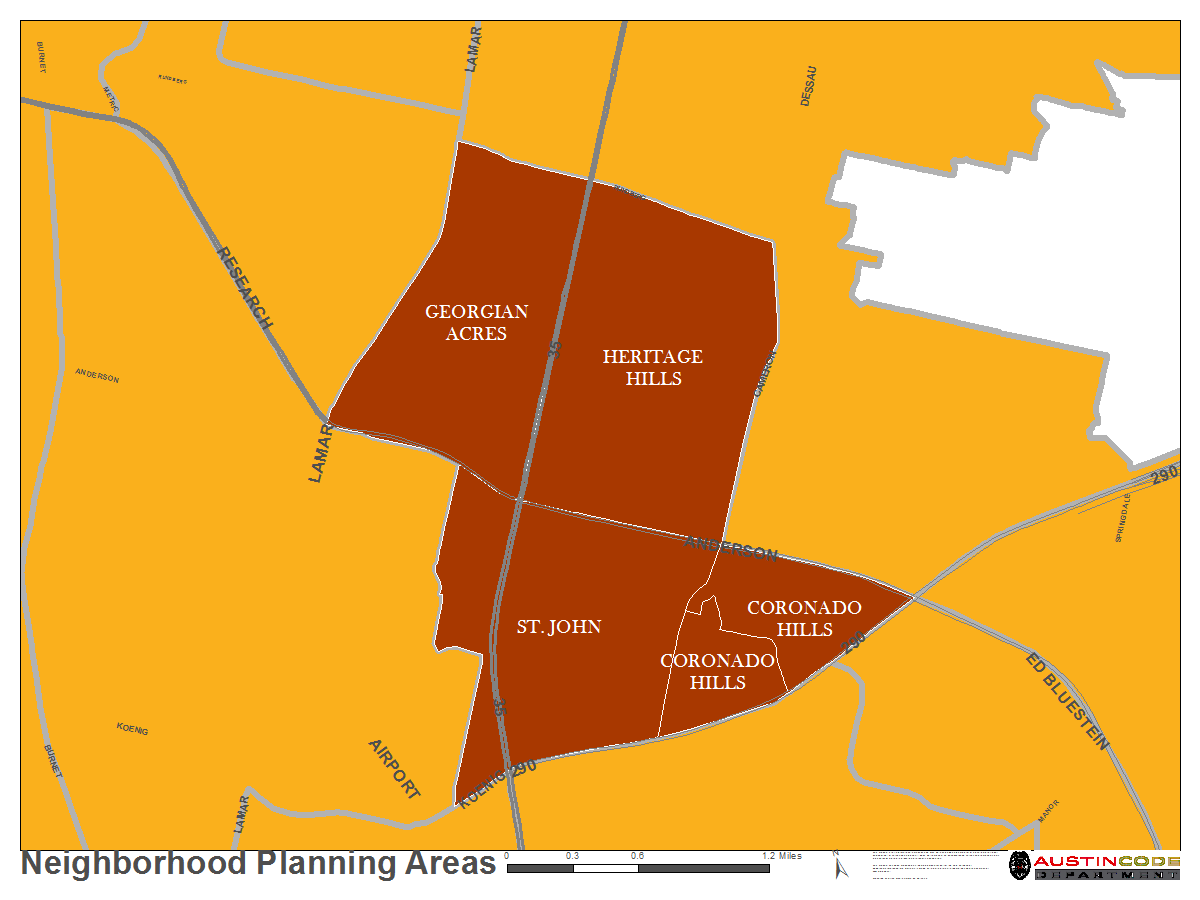 BURNET
RUNDBERG
METRIC
LAMAR
DESSAU
RESEARCH
GEORGIAN
ACRES
35
HERITAGE
HILLS
CAMERON
ANDERSON
LAMAR
290
SPRINGDALE
ANDERSON
CORONADO
HILLS
ST. JOHN
290
CORONADO
HILLS
ED BLUESTEIN
35
KOENIG
BURNET
AIRPORT
KOENIG
290
LAMAR
MANOR
Neighborhood Planning Areas
0 0.3 0.6 1.2 Miles
N
AUSTINCODE
DEPARTMENT